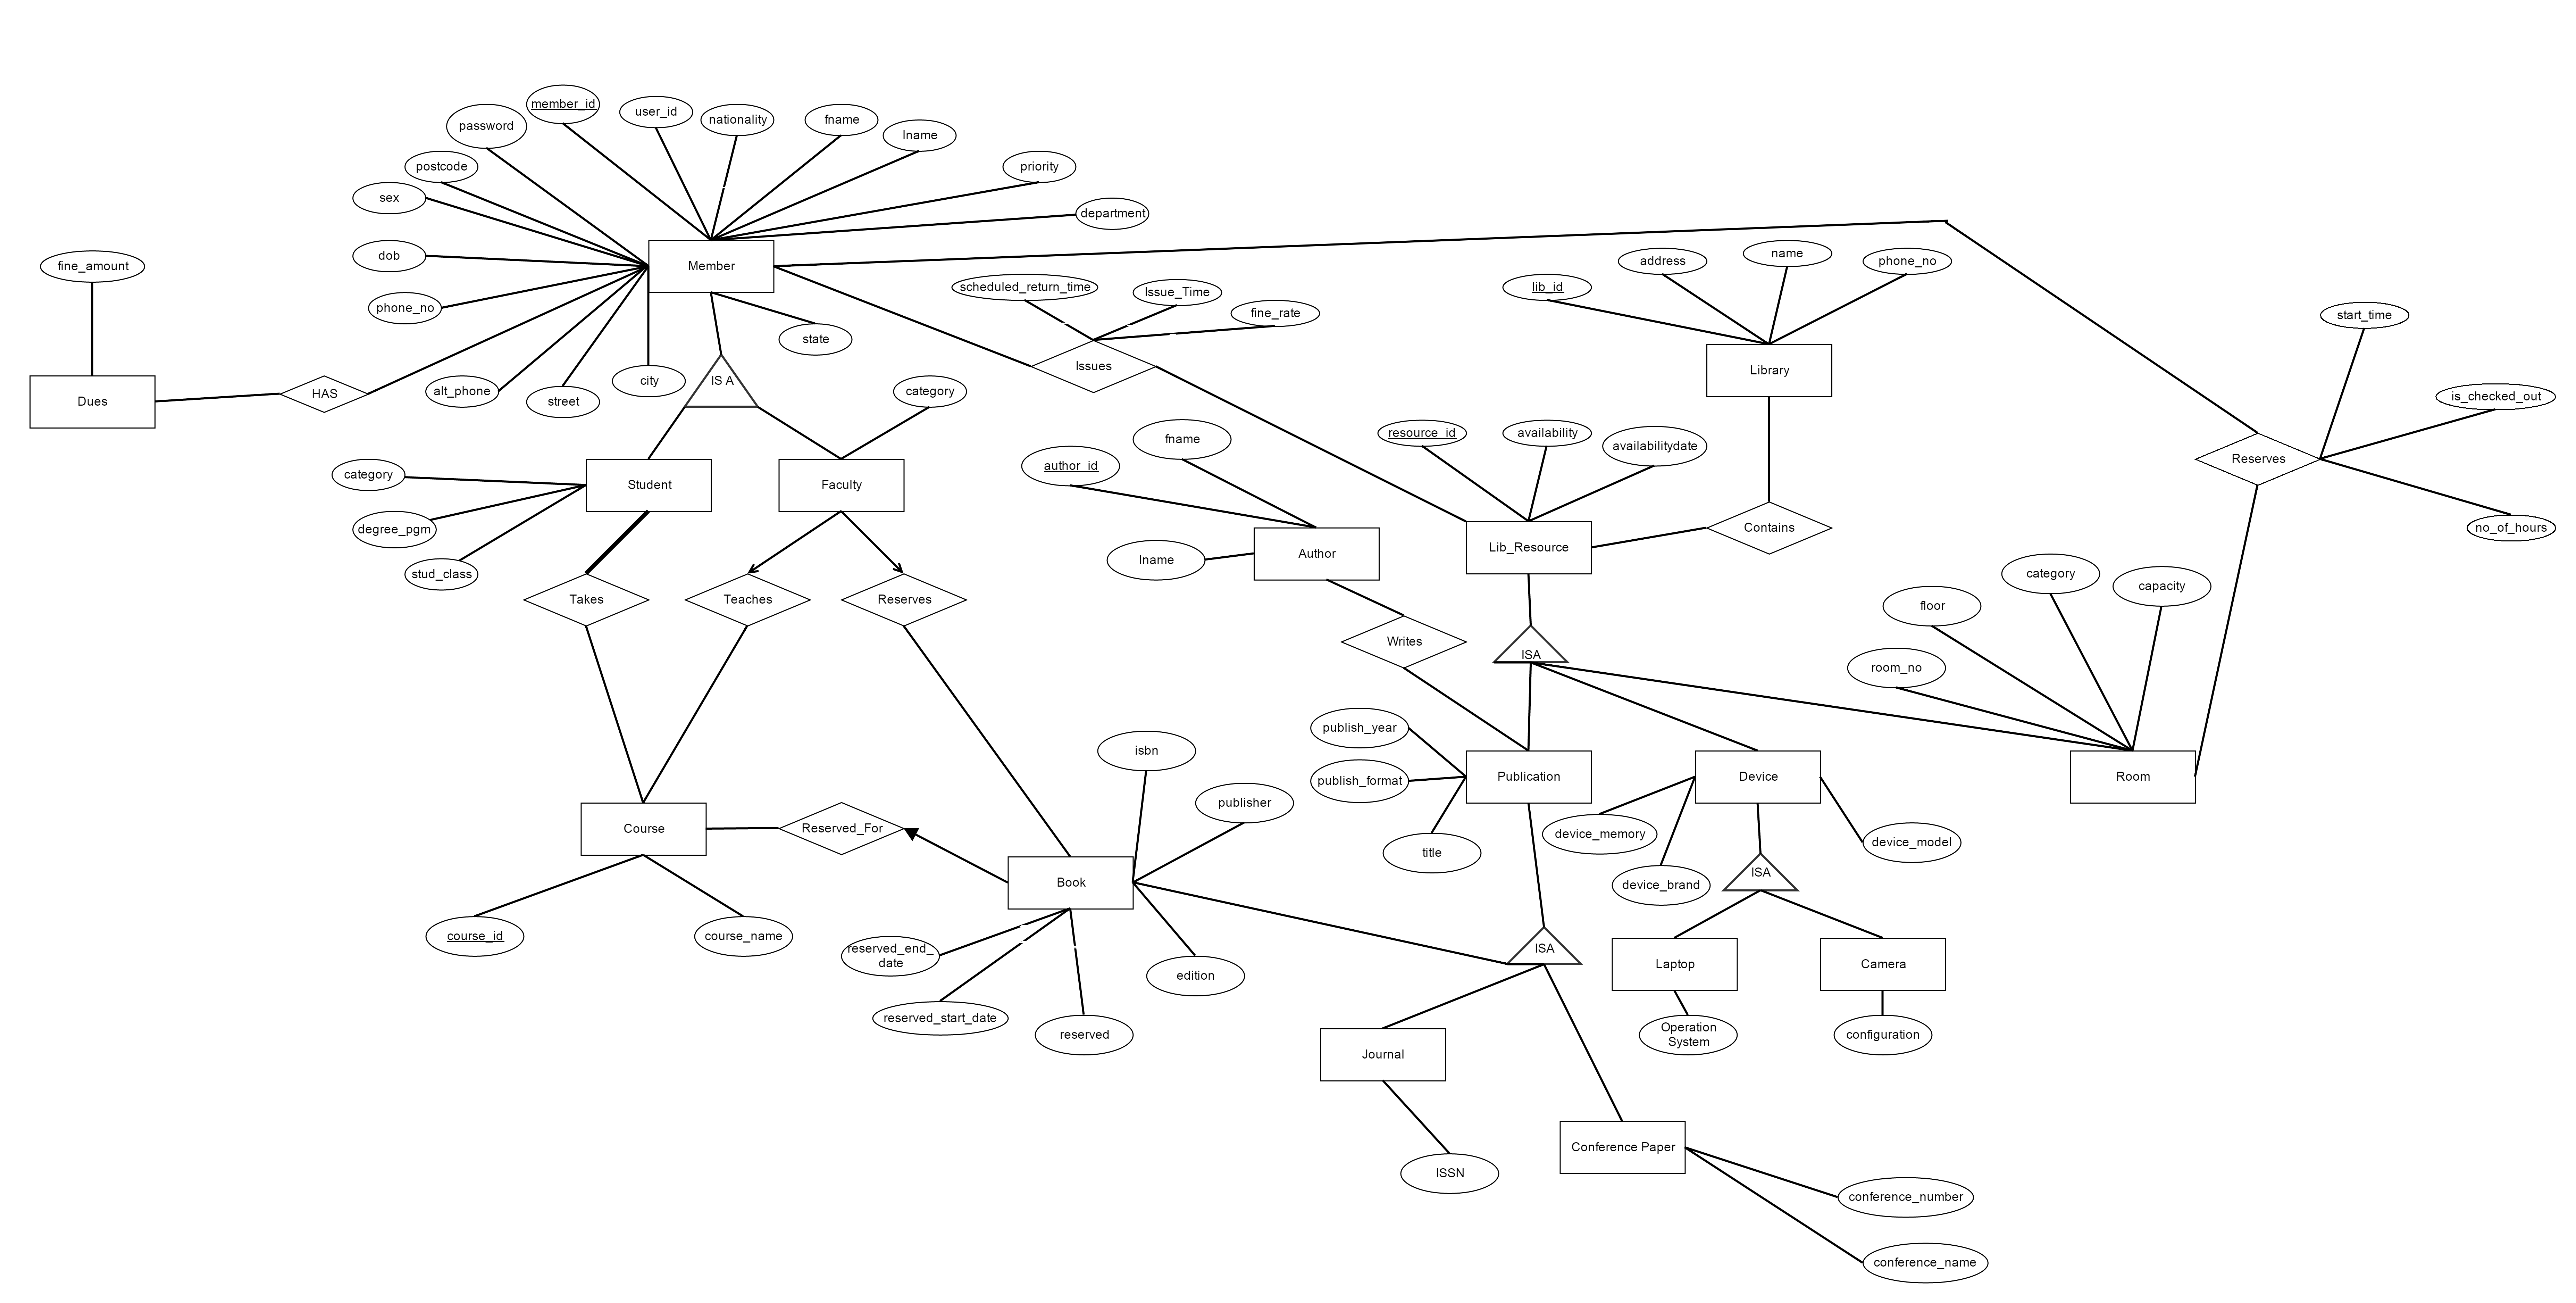 member_id
user_id
nationality
fname
lname
password
postcode
priority
sex
department
dob
Member
fine_amount
phone_no
state
HAS
Dues
alt_phone
street
city
IS A
category
scheduled_return_time
Issue_Time
fine_rate
Issues
lib_id
address
name
phone_no
Library
start_time
is_checked_out
Reserves
no_of_hours
category
Student
Faculty
degree_pgm
stud_class
Takes
Teaches
Reserves
author_id
fname
lname
Author
resource_id
availability
availabilitydate
Lib_Resource
Contains
Writes
ISA
floor
category
capacity
room_no
Room
publish_year
publish_format
title
Publication
Device
device_memory
device_brand
device_model
ISA
isbn
publisher
Course
Reserved_For
Book
course_id
course_name
reserved_end_
date
reserved_start_date
reserved
edition
ISA
Laptop
Camera
Operation
System
configuration
Journal
ISSN
Conference Paper
conference_number
conference_name